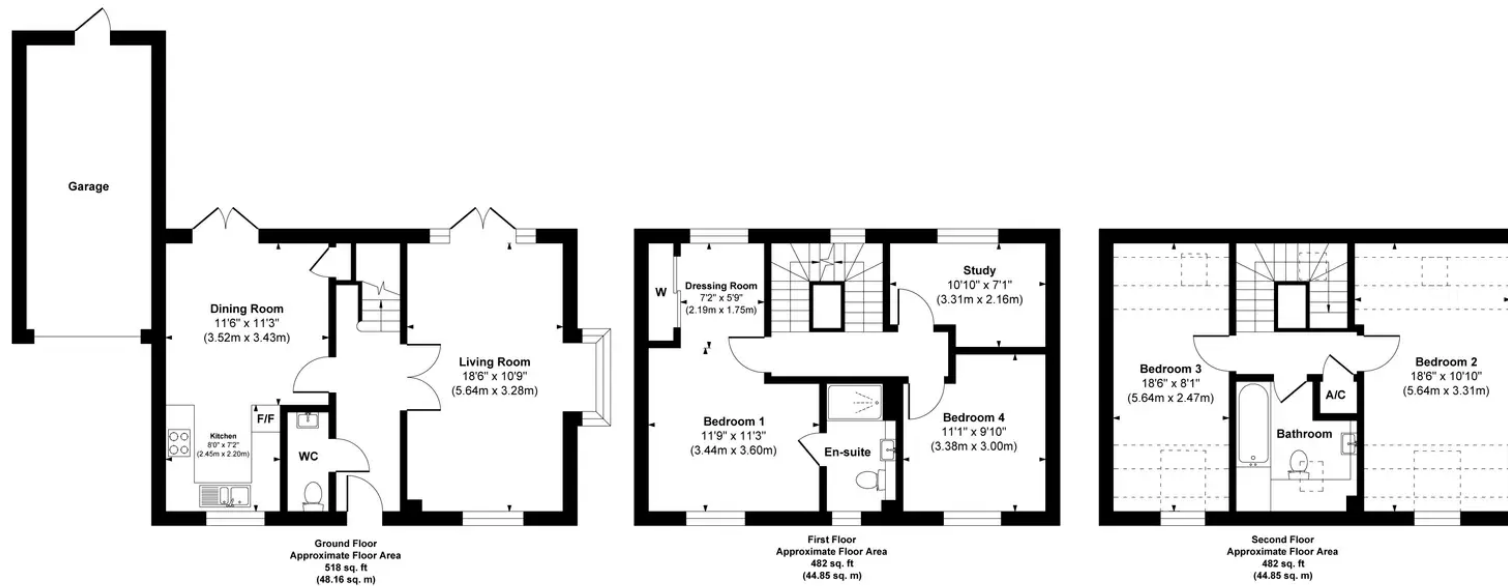 Garage
Dining Room
11'6" x 11'3"
(3.52m x 3.43m)
Living Room
18'6" x 10'9"
(5.64m x 3.28m)
F/F
Kitchen
8'0" x 7'2"
(2.45m x 2.20m)
WC
Ground Floor
Approximate Floor Area
518 sq. ft
(48.16 sq. m)
W
Dressing Room
7'2" x 5'9"
(2.19m x 1.75m)
Study
10'10" x 7'1"
(3.31m x 2.16m)
Bedroom 1
11'9" x 11'3"
(3.44m x 3.60m)
En-suite
Bedroom 4
11'1" x 9'10"
(3.38m x 3.00m)
First Floor
Approximate Floor Area
482 sq. ft
(44.85 sq. m)
Bedroom 3
18'6" x 8'1"
(5.64m x 2.47m)
Bedroom 2
18'6" x 10'10"
(5.64m x 3.31m)
A/C
Bathroom
Second Floor
Approximate Floor Area
482 sq. ft
(44.85 sq. m)